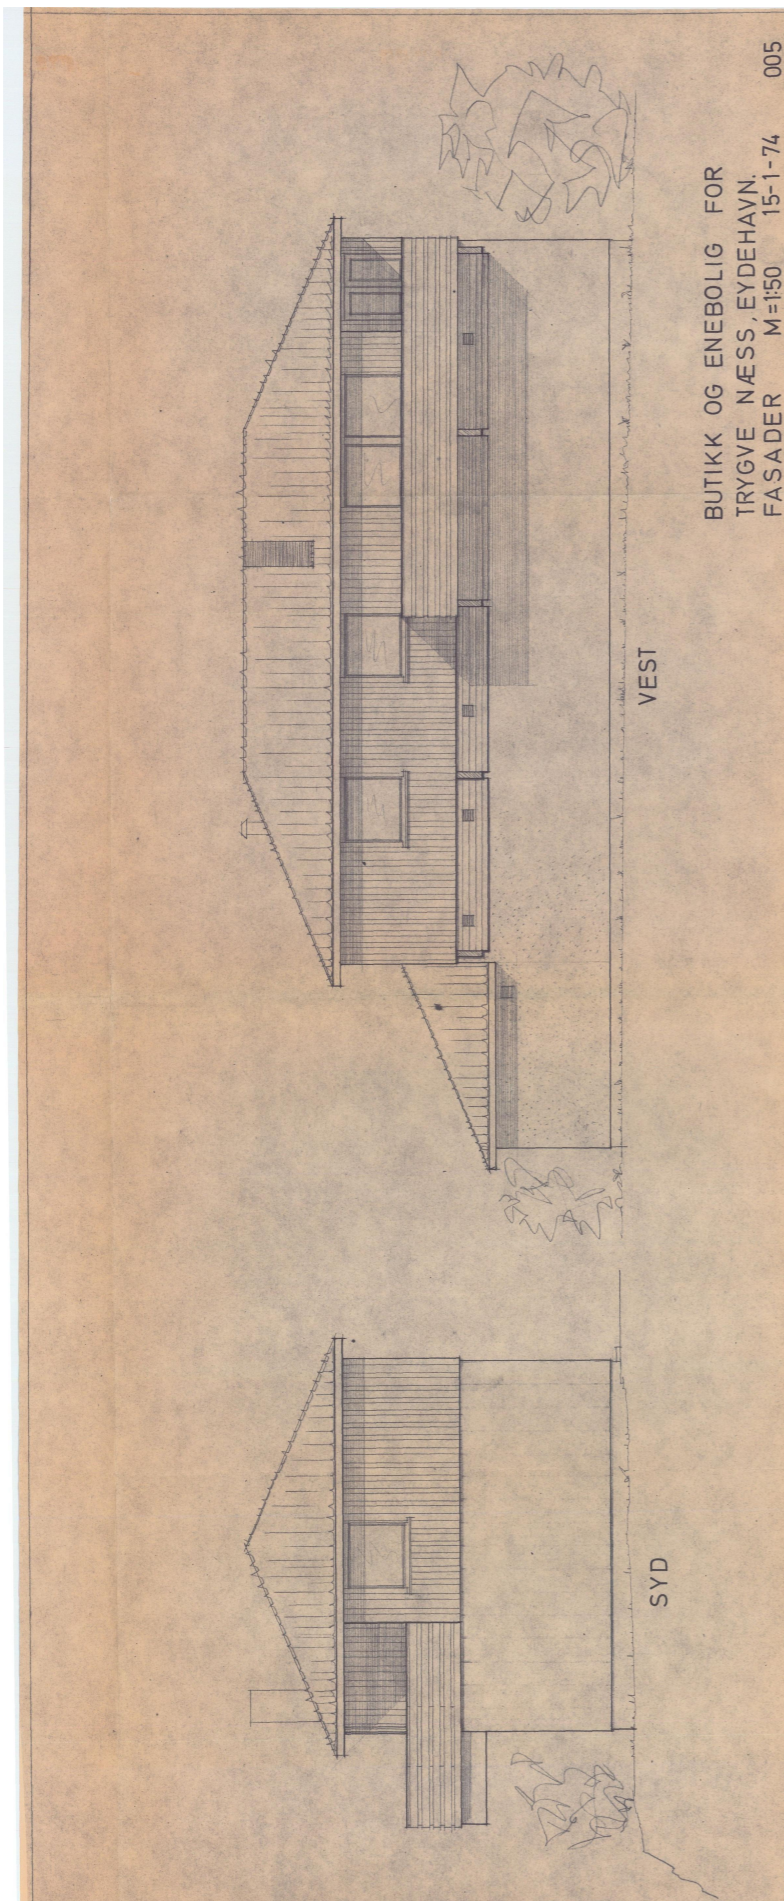 SYD
VEST
BUTIKK OG ENEBOLIG FOR
TRYGVE NÆSS, EYDEHAVN.
FASADER M=1:50 15-1-74 005